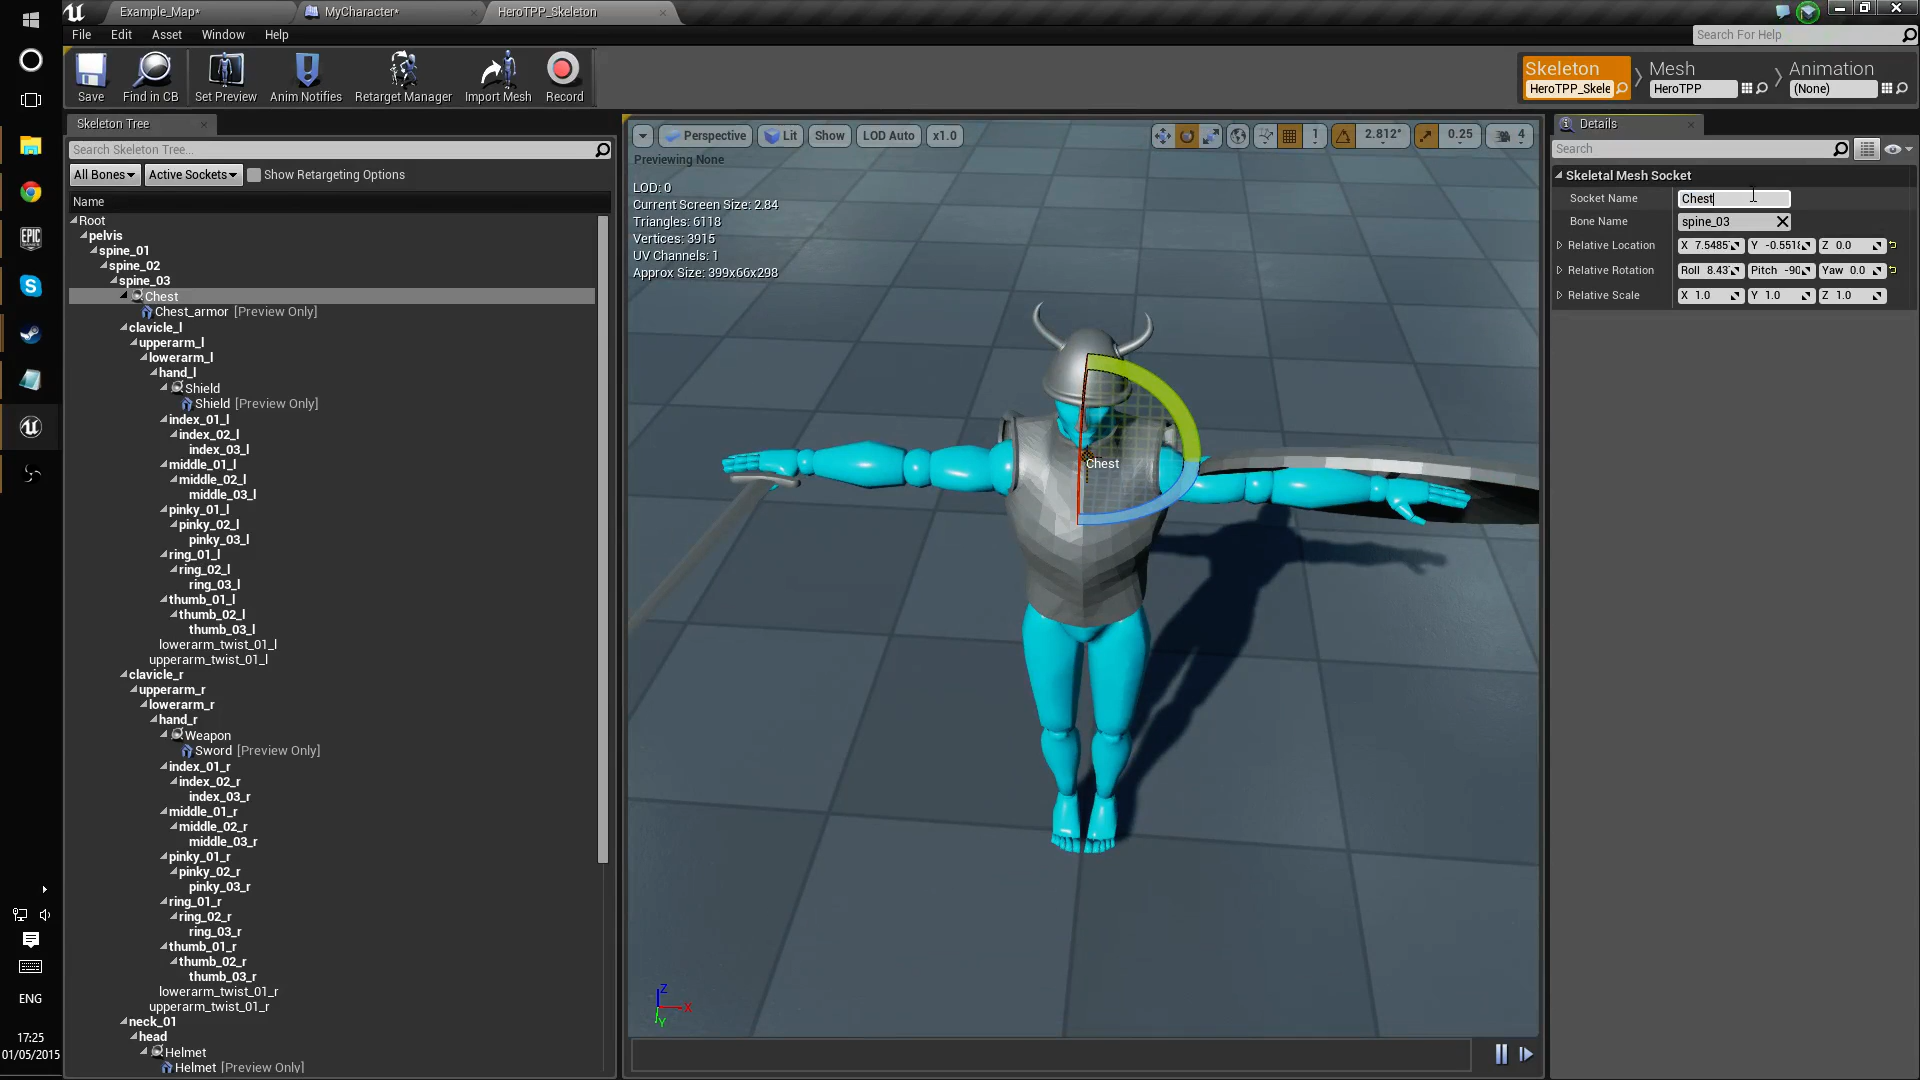 Example_Map*
MyCharacter*
HeroTPP_Skeleton
File Edit Asset Window Help
Search For Help
Save
Find in CB
Set Preview
Anim Notifies
Retarget Manager
Import Mesh
Record
Skeleton
HeroTPP_Skele
Mesh
HeroTPP
Animation
(None)
Skeleton Tree
Search Skeleton Tree...
All Bones Active Sockets Show Retargeting Options
Name
Root
pelvis
spine_01
spine_02
spine_03
Chest
Chest_armor [Preview Only]
clavicle_l
upperarm_l
lowerarm_l
hand_l
Shield
Shield [Preview Only]
index_01_l
index_02_l
index_03_l
middle_01_l
middle_02_l
middle_03_l
pinky_01_l
pinky_02_l
pinky_03_l
ring_01_l
ring_02_l
ring_03_l
thumb_01_l
thumb_02_l
thumb_03_l
lowerarm_twist_01_l
upperarm_twist_01_l
clavicle_r
upperarm_r
lowerarm_r
hand_r
Weapon
Sword [Preview Only]
index_01_r
index_02_r
index_03_r
middle_01_r
middle_02_r
middle_03_r
pinky_01_r
pinky_02_r
pinky_03_r
ring_01_r
ring_02_r
ring_03_r
thumb_01_r
thumb_02_r
thumb_03_r
lowerarm_twist_01_r
upperarm_twist_01_r
neck_01
head
Helmet
Helmet [Preview Only]
Perspective Lit Show LOD Auto x1.0
1 2.812° 0.25 4
Previewing None
LOD: 0
Current Screen Size: 2.84
Triangles: 6118
Vertices: 3915
UV Channels: 1
Approx Size: 399x66x298
Chest
Z
X
Y
Details
Search
Skeletal Mesh Socket
Socket Name Chest
Bone Name spine_03
Relative Location X 7.5485 Y -0.551 Z 0.0
Relative Rotation Roll 8.43 Pitch -90 Yaw 0.0
Relative Scale X 1.0 Y 1.0 Z 1.0
EPIC
GAMES
ENG
17:25
01/05/2015